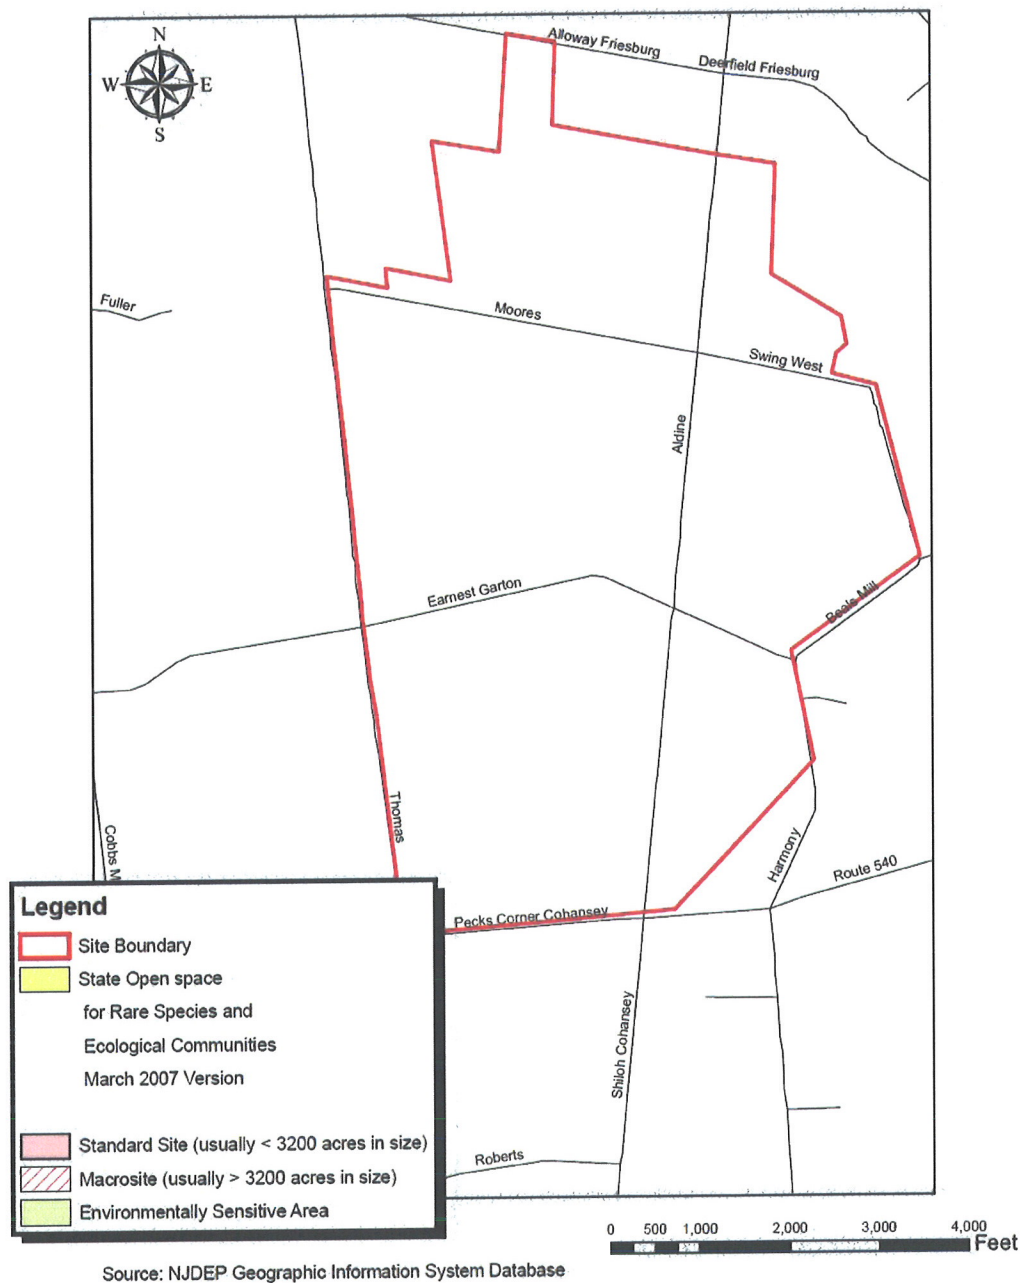 N
W E
S
Alloway Friesburg
Deerfield Friesburg
Fuller
Moores
Swing West
Aldine
Earnest Garton
Beals Mill
Thomas
Cobbs M
Harmony
Route 540
Pecks Corner Cohansey
Shiloh Cohansey
Roberts
Legend
Site Boundary
State Open space
for Rare Species and
Ecological Communities
March 2007 Version
Standard Site (usually < 3200 acres in size)
Macrosite (usually > 3200 acres in size)
Environmentally Sensitive Area
0 500 1,000 2,000 3,000 4,000
Feet
Source: NJDEP Geographic Information System Database